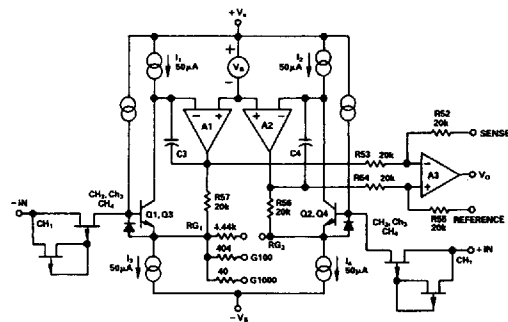 +Vs
I1
50µA
I2
50µA
+
VB
−
− +
+ −
A1
A2
C3
C4
R52
20k
SENSE
R53
20k
−
A3
+
VO
R54
20k
R57
20k
R56
20k
R55
20k
REFERENCE
−IN
CH1
CH2, CH3
CH4
Q1, Q3
Q2, Q4
CH2, CH3
CH4
+IN
CH1
RG1
4.44k
RG2
404
G100
40
G1000
I3
50µA
I4
50µA
−VS